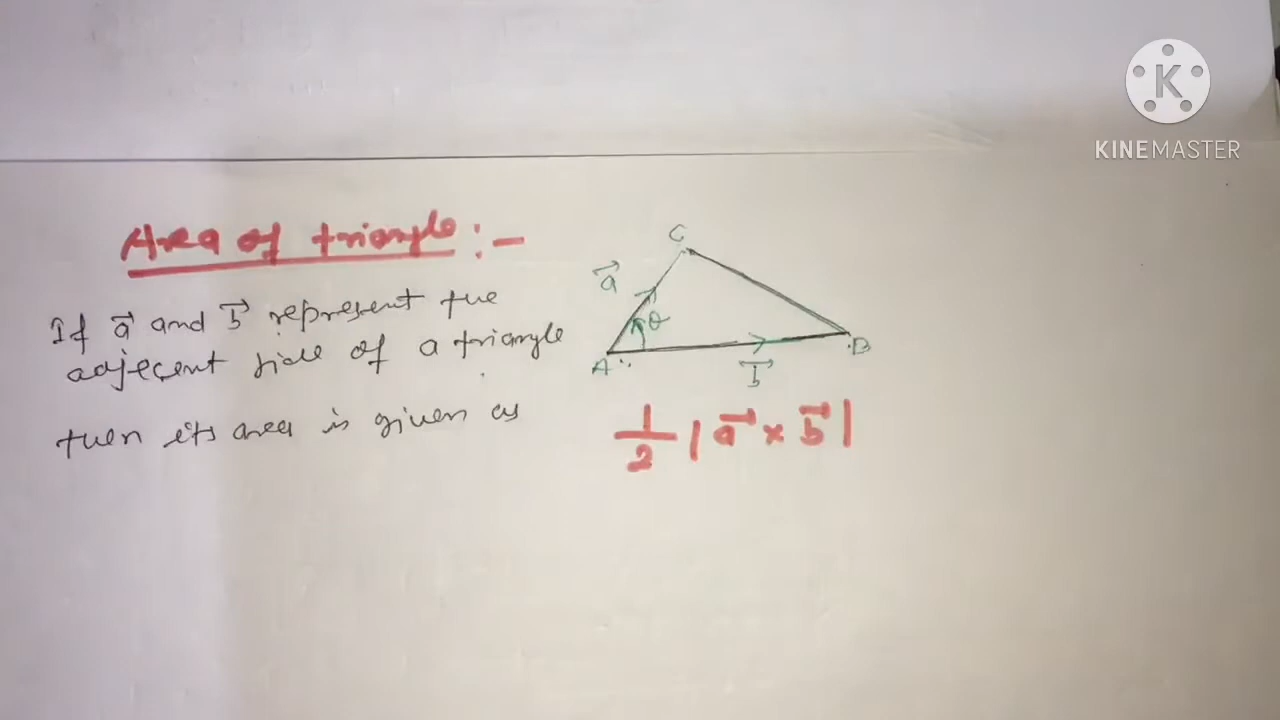 K
KINEMASTER
Area of triangle :-
If a⃗ and b⃗ represent the
adjecent side of a triangle
then its area is given as
C
a⃗
θ
A
B
b⃗
1/2 |a⃗ × b⃗|